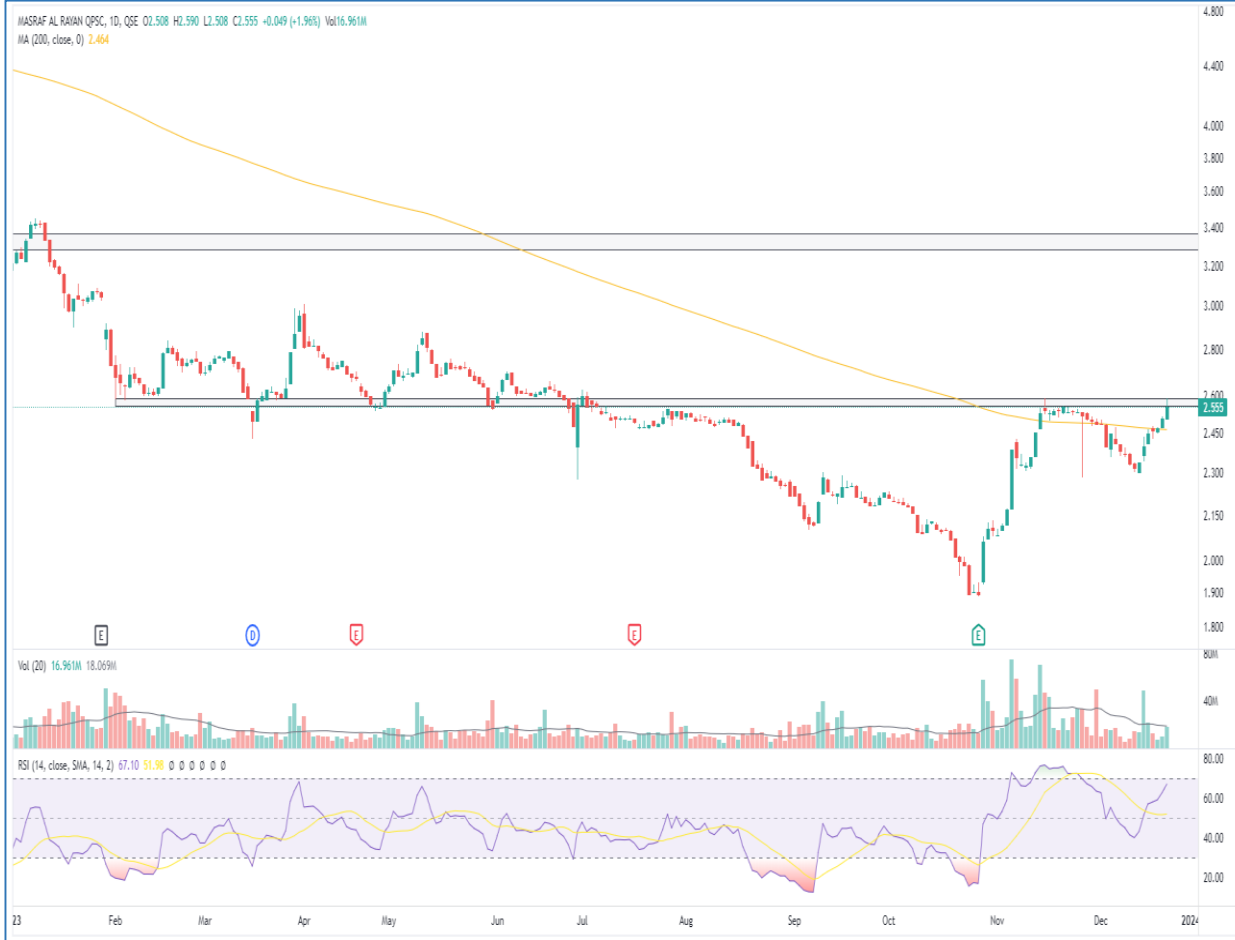 MASRAF AL RAYAN QPSC, 1D, QSE O2.508 H2.590 L2.508 C2.555 +0.049 (+1.96%) Vol16.961M
MA (200, close, 0) 2.464
4.800
4.400
4.000
3.800
3.600
3.400
3.200
3.000
2.800
2.600
2.555
2.450
2.300
2.150
2.000
1.900
1.800
E D E E E
Vol (20) 16.961M 18.069M
80M
40M
RSI (14, close, SMA, 14, 2) 67.10 51.98 Ø Ø Ø Ø Ø Ø
80.00
60.00
40.00
20.00
23 Feb Mar Apr May Jun Jul Aug Sep Oct Nov Dec 2024